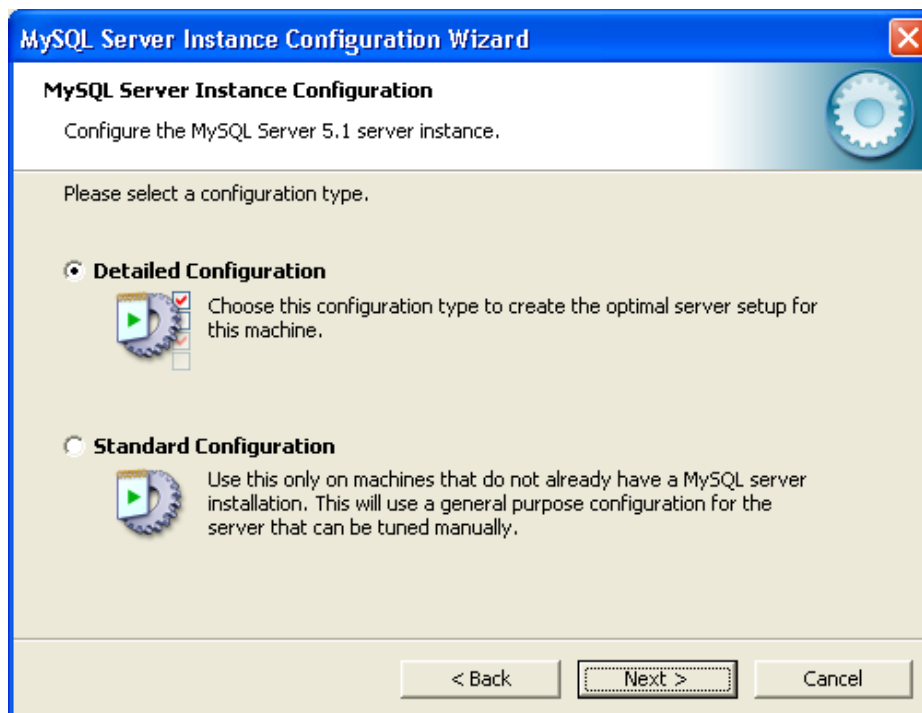 MySQL Server Instance Configuration Wizard
MySQL Server Instance Configuration
Configure the MySQL Server 5.1 server instance.
Please select a configuration type.
Detailed Configuration
Choose this configuration type to create the optimal server setup for
this machine.
Standard Configuration
Use this only on machines that do not already have a MySQL server
installation. This will use a general purpose configuration for the
server that can be tuned manually.
< Back
Next >
Cancel